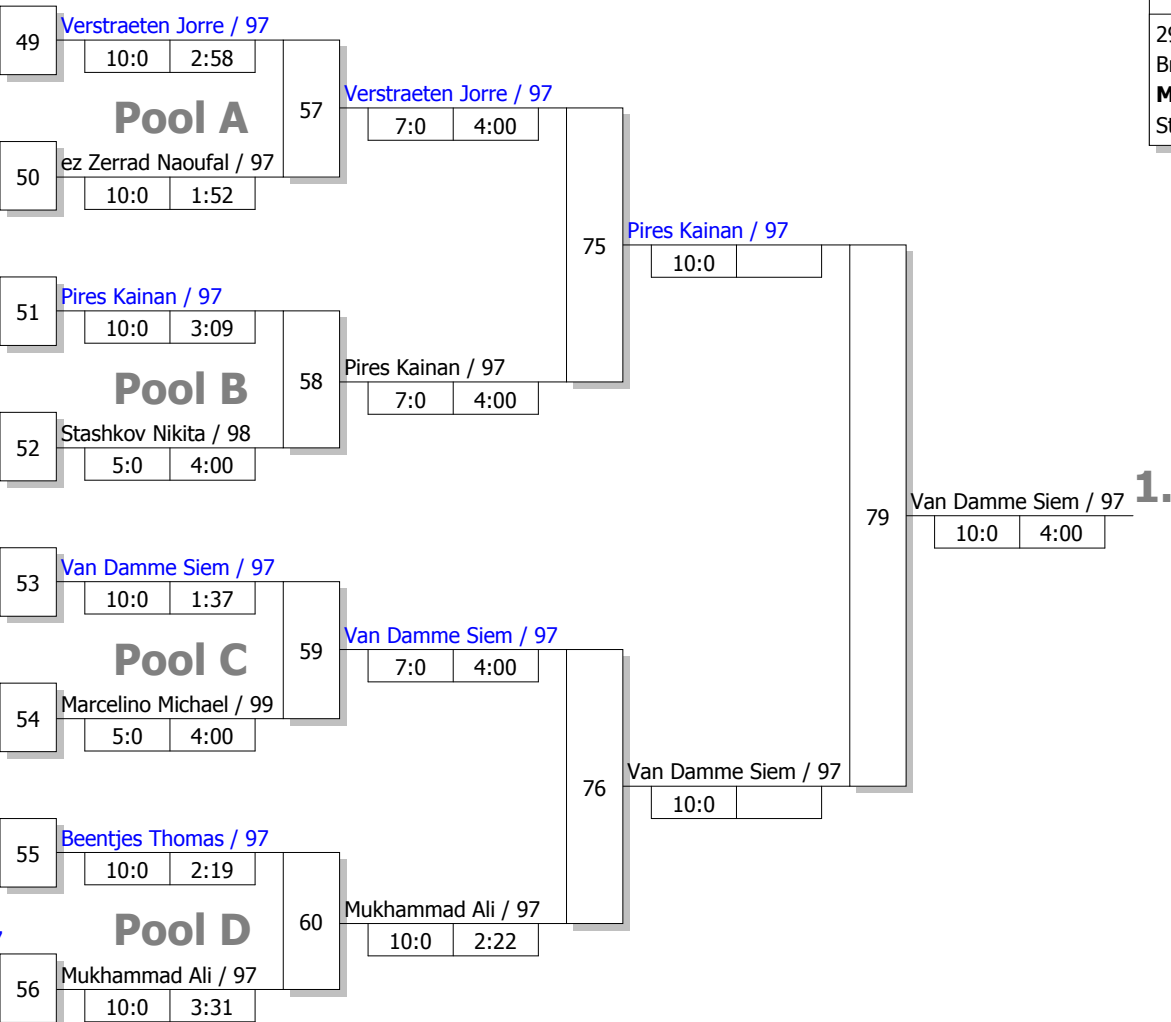 49
Verstraeten Jorre / 97
10:0 2:58
Pool A
50
ez Zerrad Naoufal / 97
10:0 1:52
57
Verstraeten Jorre / 97
7:0 4:00
51
Pires Kainan / 97
10:0 3:09
Pool B
52
Stashkov Nikita / 98
5:0 4:00
58
Pires Kainan / 97
7:0 4:00
75
Pires Kainan / 97
10:0
53
Van Damme Siem / 97
10:0 1:37
Pool C
54
Marcelino Michael / 99
5:0 4:00
59
Van Damme Siem / 97
7:0 4:00
55
Beentjes Thomas / 97
10:0 2:19
Pool D
56
Mukhammad Ali / 97
10:0 3:31
60
Mukhammad Ali / 97
10:0 2:22
76
Van Damme Siem / 97
10:0
79
Van Damme Siem / 97
10:0 4:00
1.
29
Br
M
St